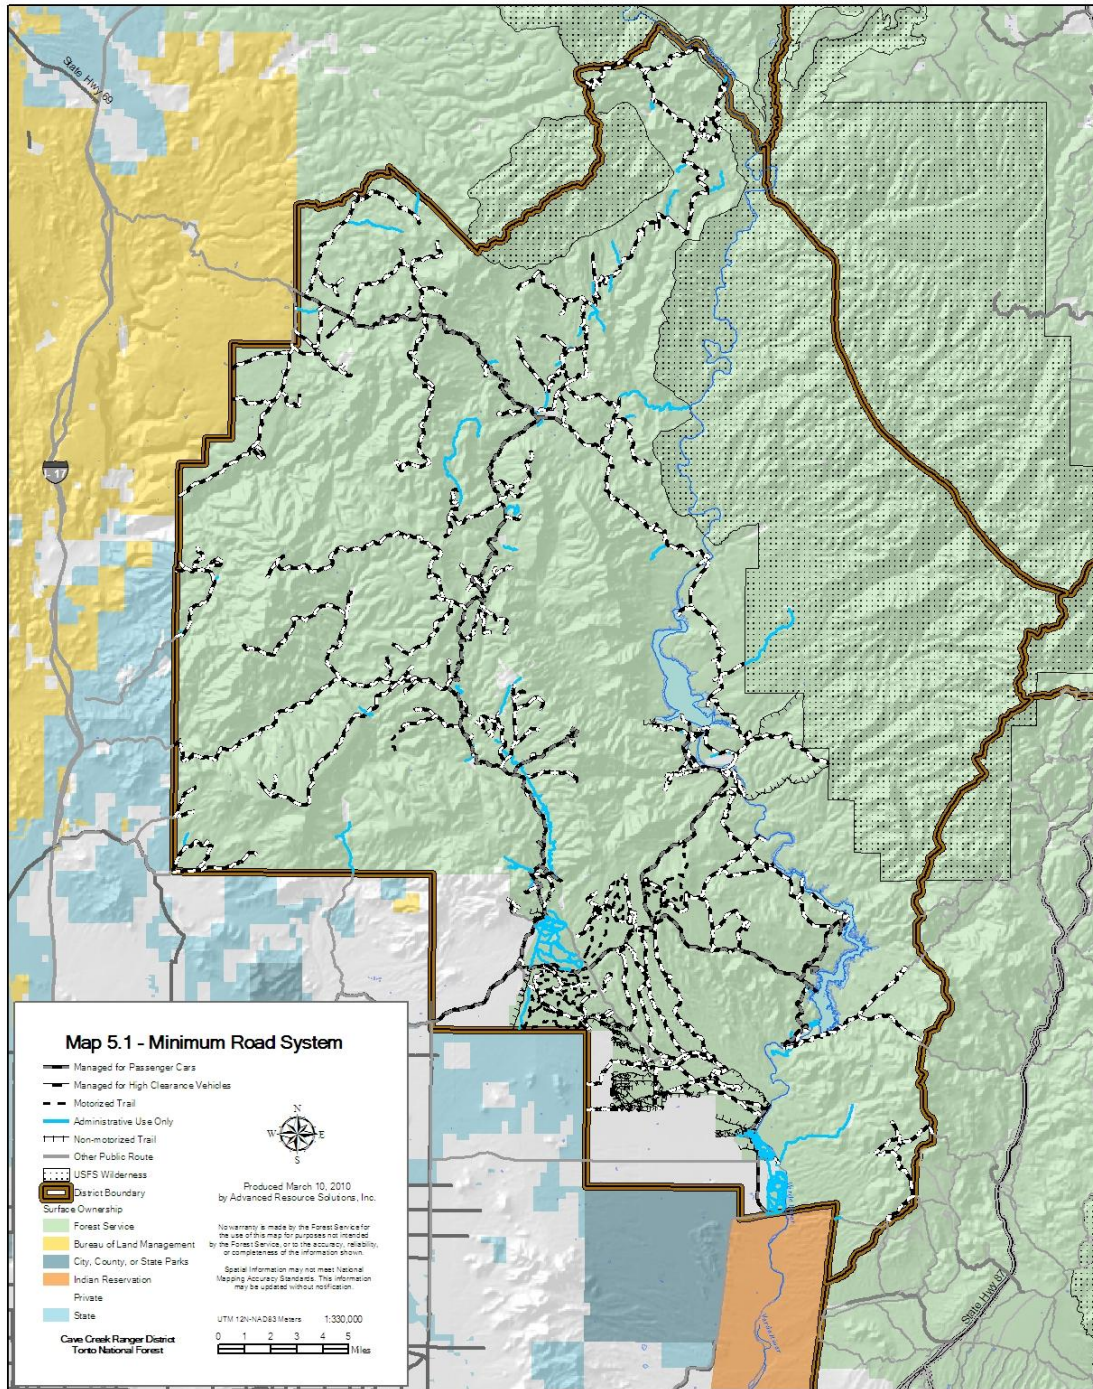 State Hwy 69
I-17
Map 5.1 - Minimum Road System
Managed for Passenger Cars
Managed for High Clearance Vehicles
Motorized Trail
Administrative Use Only
Non-motorized Trail
Other Public Route
USFS Wilderness
District Boundary
Surface Ownership
Forest Service
Bureau of Land Management
City, County, or State Parks
Indian Reservation
Private
State
Cave Creek Ranger District
Tonto National Forest
N
W
E
S
Produced March 10, 2010
by Advanced Resource Solutions, Inc.
No warranty is made by the Forest Service for
the use of this map for purposes not intended
by the Forest Service, or to the accuracy, reliability,
or completeness of the information shown.
Spatial Information may not meet National
Mapping Accuracy Standards. This information
may be updated without notification.
UTM 12N-NAD83 Meters 1:330,000
0 1 2 3 4 5
Miles
State Hwy 87